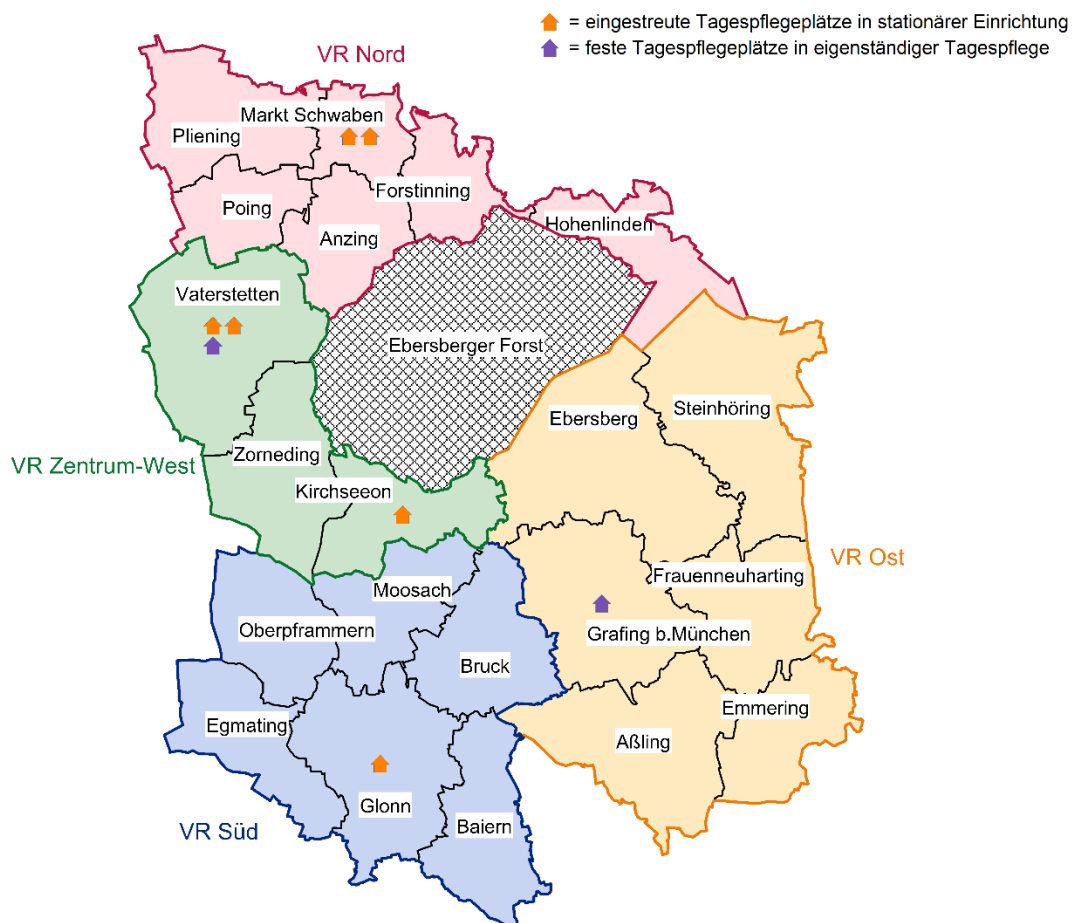 = eingestreute Tagespflegeplätze in stationärer Einrichtung
= feste Tagespflegeplätze in eigenständiger Tagespflege
VR Nord
Markt Schwaben
Pliening
Forstinning
Poing
Hohenlinden
Anzing
Vaterstetten
Ebersberger Forst
Steinhöring
Ebersberg
Zorneding
VR Zentrum-West
Kirchseeon
VR Ost
Frauenneuharting
Moosach
Oberpframmern
Grafing b.München
Bruck
Emmering
Egmating
Aßling
Glonn
Baiern
VR Süd